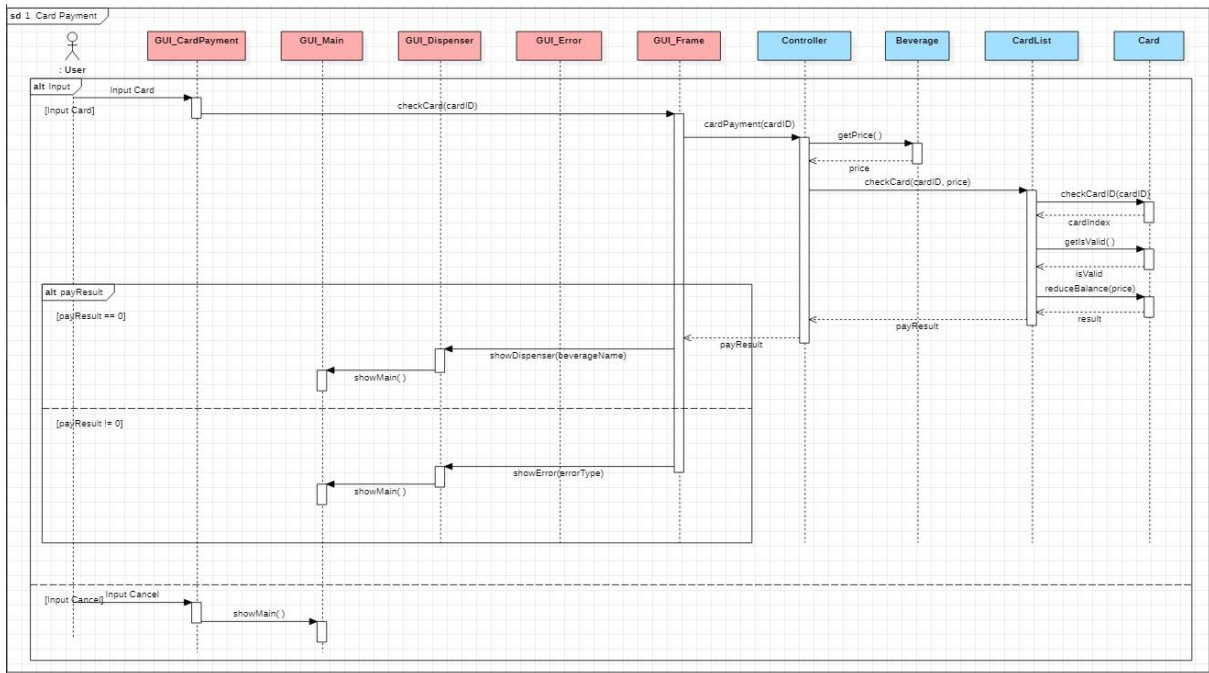 sd 1. Card Payment
GUI_CardPayment
GUI_Main
GUI_Dispenser
GUI_Error
GUI_Frame
Controller
Beverage
CardList
Card
: User
alt Input
Input Card
[Input Card]
checkCard(cardID)
cardPayment(cardID)
getPrice( )
price
checkCard(cardID, price)
checkCardID(cardID)
cardIndex
getIsValid( )
isValid
reduceBalance(price)
result
alt payResult
[payResult == 0]
payResult
payResult
showDispenser(beverageName)
showMain( )
[payResult != 0]
showError(errorType)
showMain( )
[Input Cancel]
Input Cancel
showMain( )